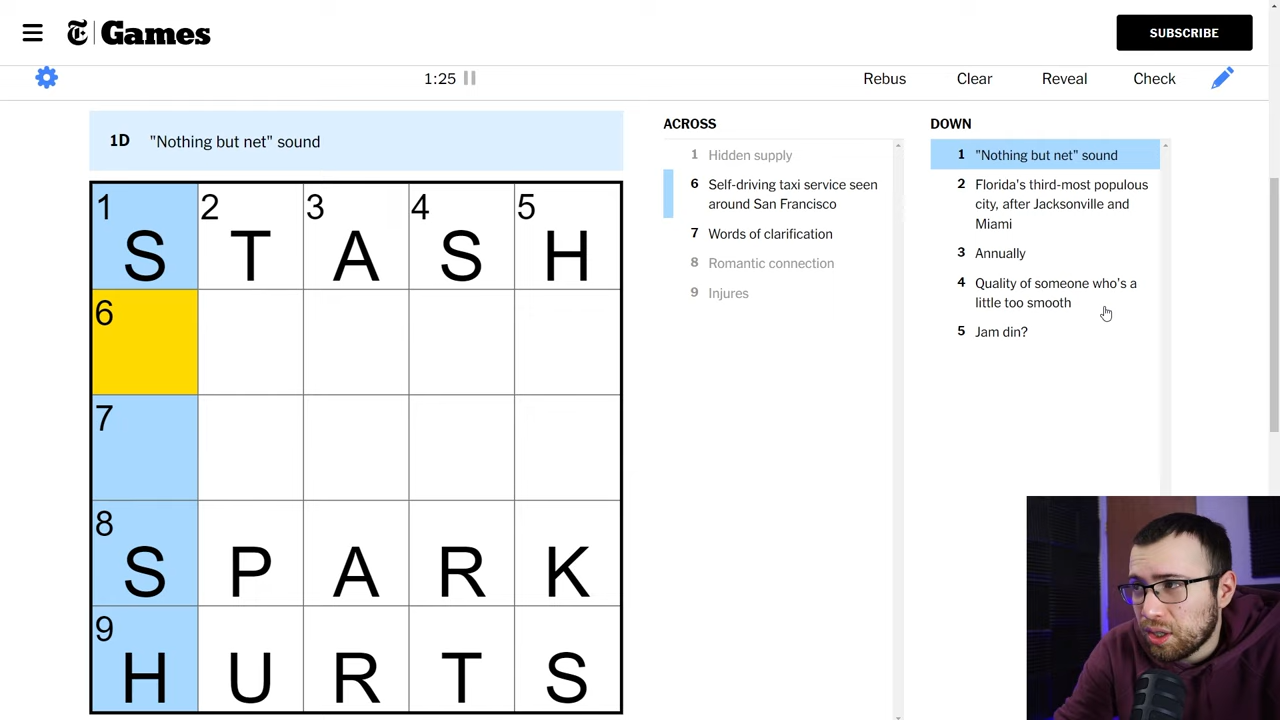 Games
SUBSCRIBE
1:25
Rebus
Clear
Reveal
Check
1D "Nothing but net" sound
1 S 2 T 3 A 4 S 5 H
6
7
8 S P A R K
9 H U R T S
ACROSS
1 Hidden supply
6 Self-driving taxi service seen
around San Francisco
7 Words of clarification
8 Romantic connection
9 Injures
DOWN
1 "Nothing but net" sound
2 Florida's third-most populous
city, after Jacksonville and
Miami
3 Annually
4 Quality of someone who's a
little too smooth
5 Jam din?